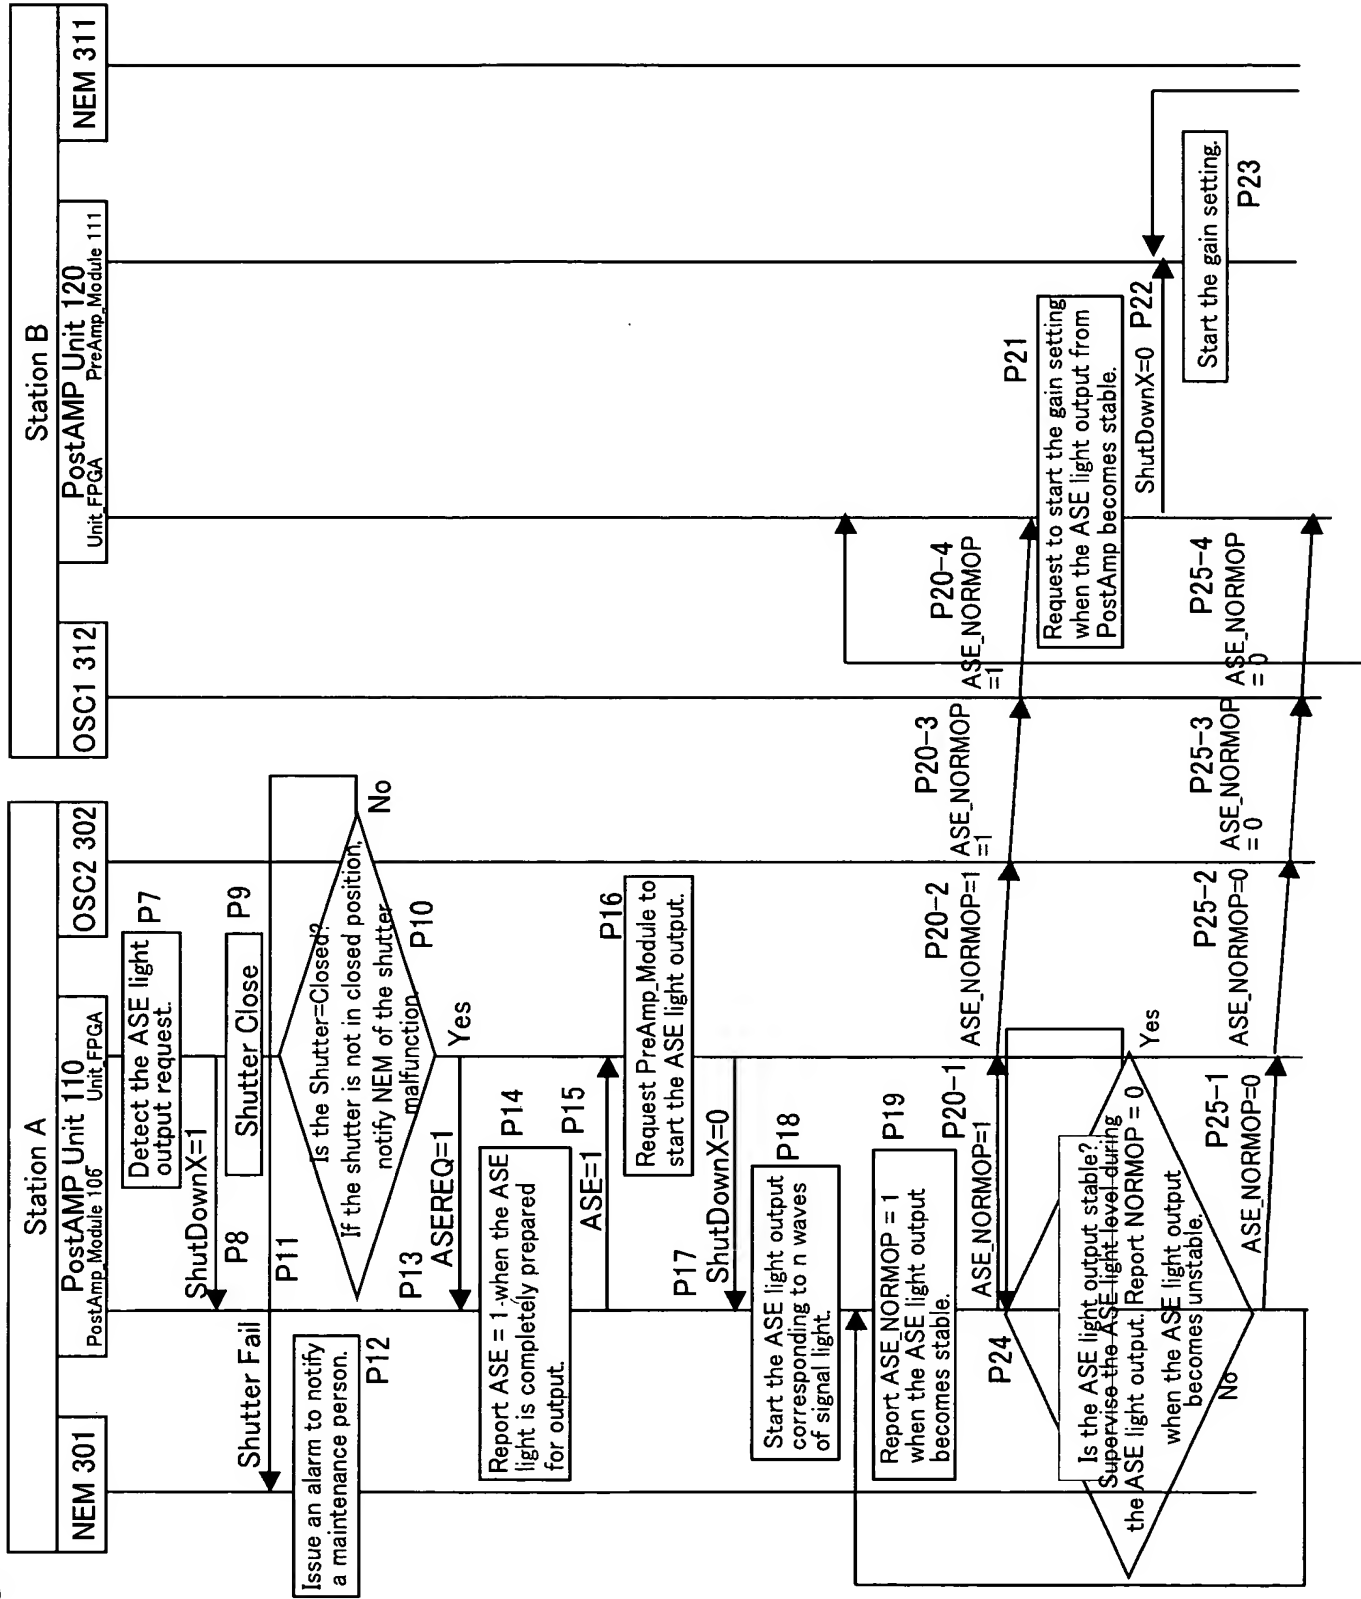 Station A
NEM 301
PostAMP Unit 110
PostAmp_Module 106
Unit_FPGA
OSC2 302
Station B
OSC1 312
PostAMP Unit 120
Unit_FPGA
PreAmp_Module 111
NEM 311
Detect the ASE light
output request.
P7
ShutDownX=1
P8
Shutter Close
P9
Shutter Fail
P11
Is the Shutter=Closed?
If the shutter is not in closed position,
notify NEM of the shutter
malfunction.
P10
No
Yes
Issue an alarm to notify
a maintenance person.
P12
P13
ASEREQ=1
Report ASE = 1 when the ASE
light is completely prepared
for output.
P14
P15
ASE=1
P16
Request PreAmp_Module to
start the ASE light output.
P17
ShutDownX=0
Start the ASE light output
corresponding to n waves
of signal light.
P18
Report ASE_NORMOP = 1
when the ASE light output
becomes stable.
P19
P20-1
ASE_NORMOP=1
P20-2
ASE_NORMOP=1
P20-3
ASE_NORMOP
=1
P20-4
ASE_NORMOP
=1
P21
Request to start the gain setting
when the ASE light output from
PostAmp becomes stable.
ShutDownX=0
P22
Start the gain setting.
P23
P24
Is the ASE light output stable?
Supervise the ASE light level during
the ASE light output. Report NORMOP = 0
when the ASE light output
becomes unstable.
Yes
No
P25-1
ASE_NORMOP=0
P25-2
ASE_NORMOP=0
P25-3
ASE_NORMOP
= 0
P25-4
ASE_NORMOP
= 0